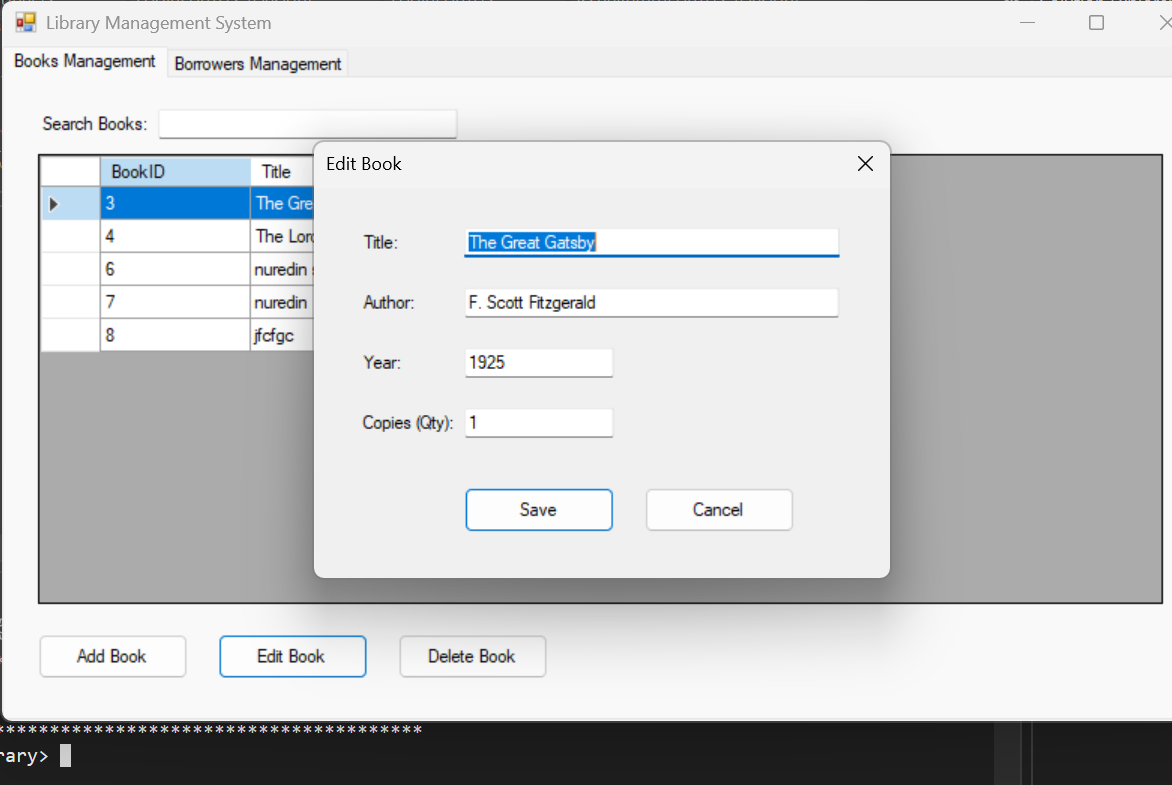 Library Management System
Books Management Borrowers Management
Search Books:
Edit Book
BookID Title
3 The Gre
4 The Lor
6 nuredin
7 nuredin
8 jfcfgc
Title: The Great Gatsby
Author: F. Scott Fitzgerald
Year: 1925
Copies (Qty): 1
Save Cancel
Add Book Edit Book Delete Book
****************************************
rary>